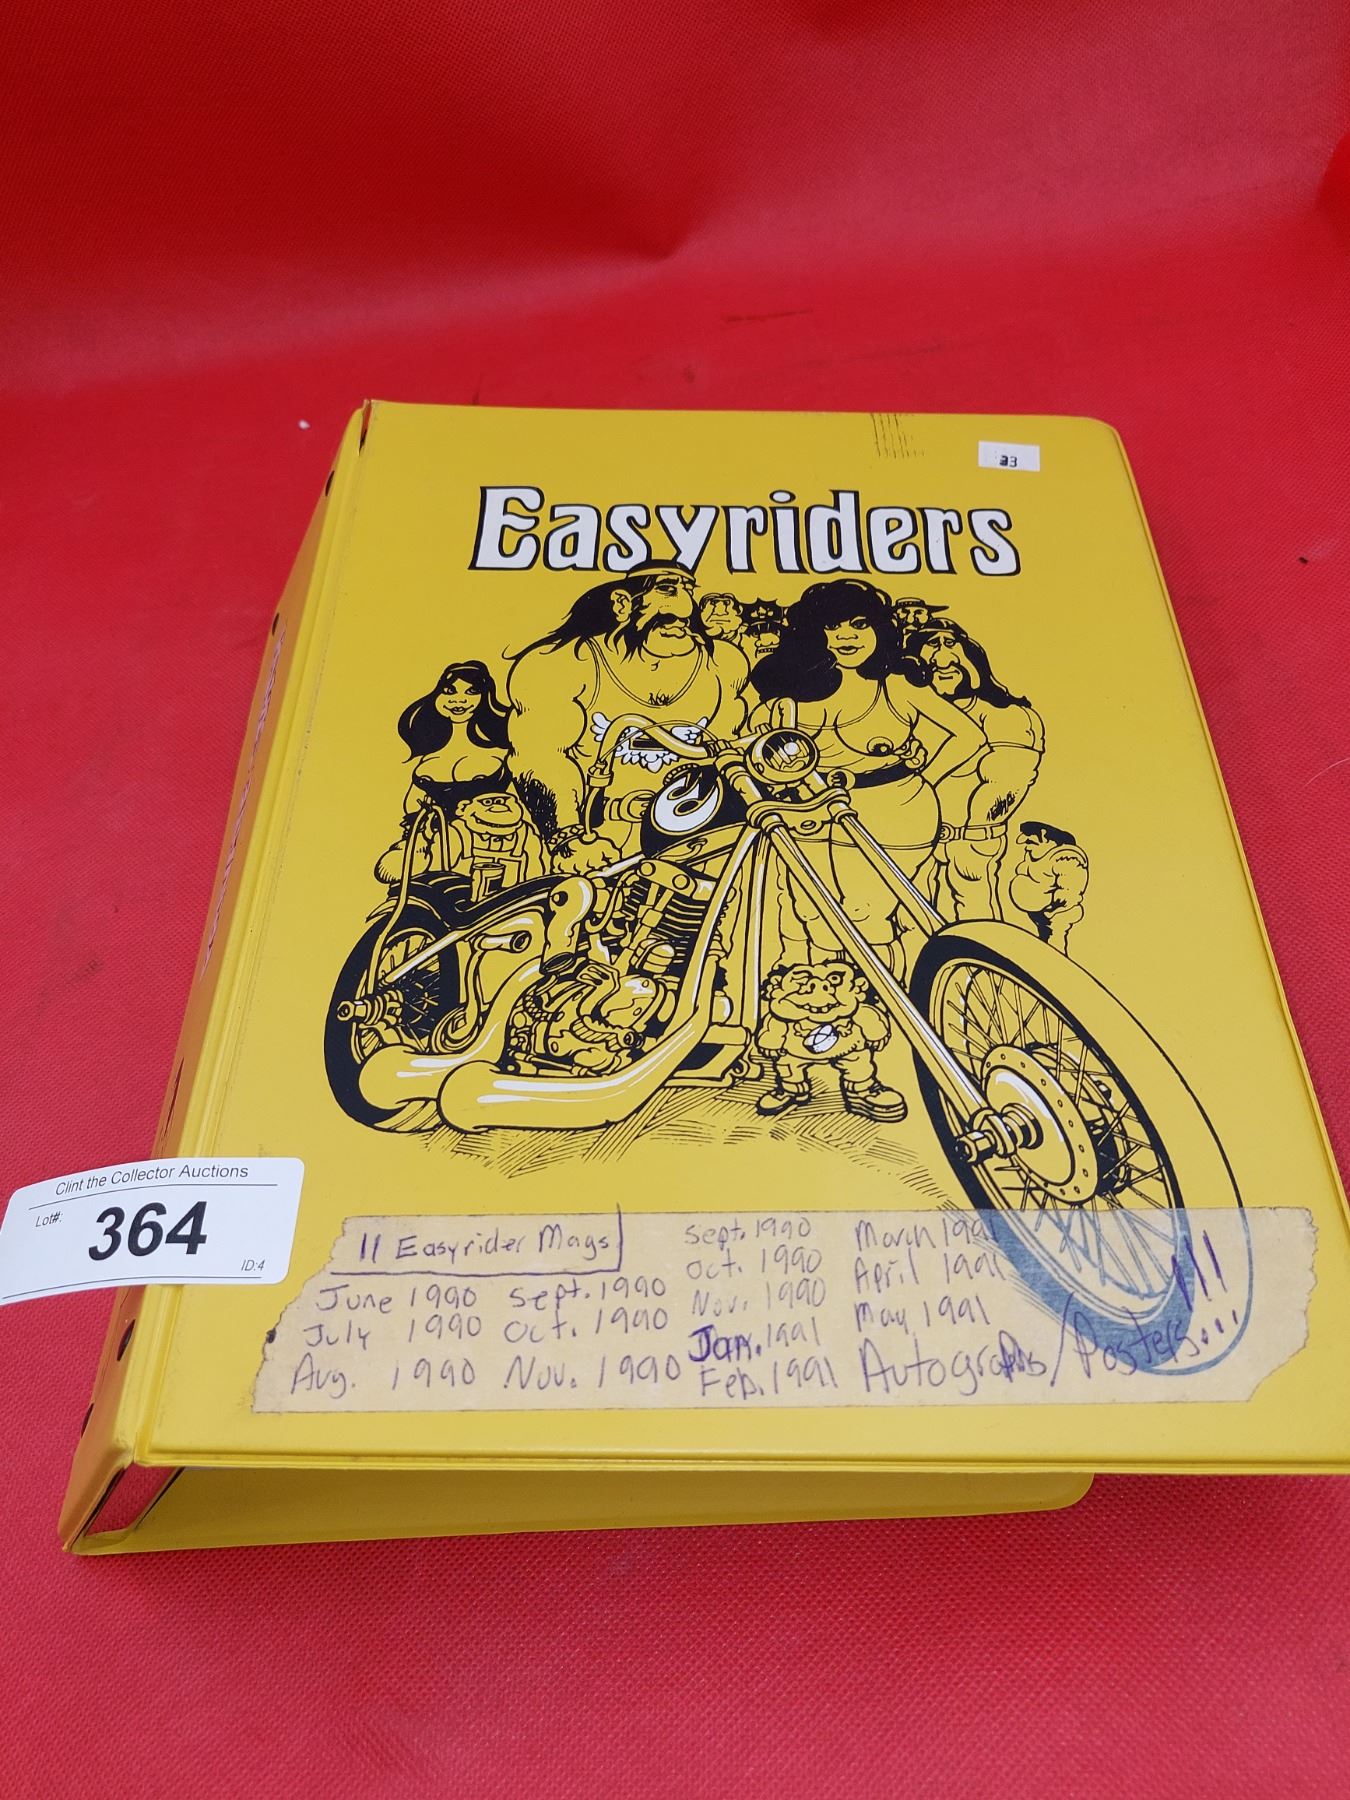 33
Easyriders
Clint the Collector Auctions
Lot#:
364
ID:4
11 Easyrider Mags
June 1990
July 1990
Aug. 1990
Sept. 1990
Oct. 1990
Nov. 1990
Sept. 1990
Oct. 1990
Nov. 1990
Jan. 1991
Feb. 1991
March 1991
April 1991
May 1991
Autographs/Posters...!!!